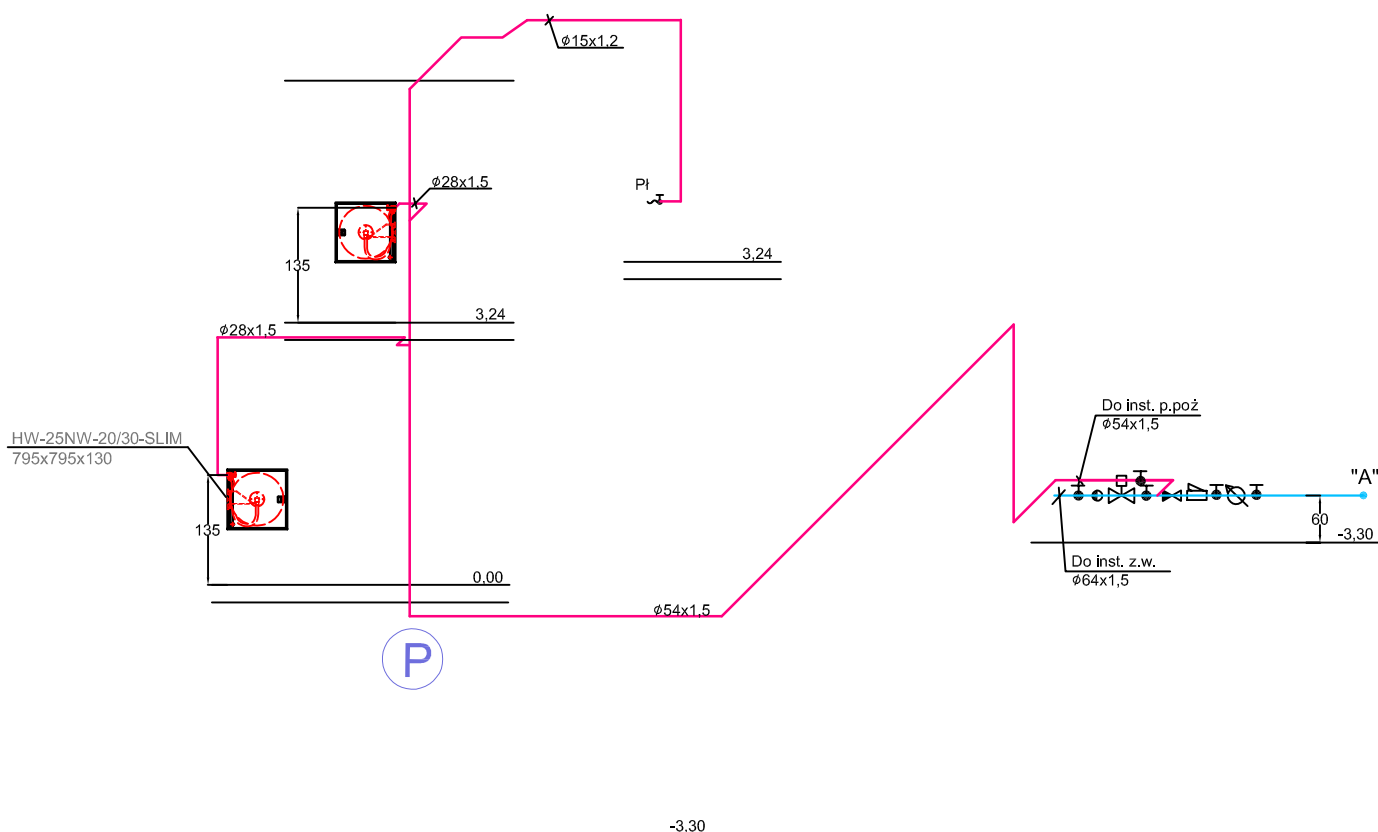 ϕ15x1,2
ϕ28x1,5
Pł
135
3,24
3,24
ϕ28x1,5
Do inst. p.poż
ϕ54x1,5
HW-25NW-20/30-SLIM
795x795x130
"A"
135
60
-3,30
Do inst. z.w.
ϕ64x1,5
0,00
ϕ54x1,5
P
-3.30